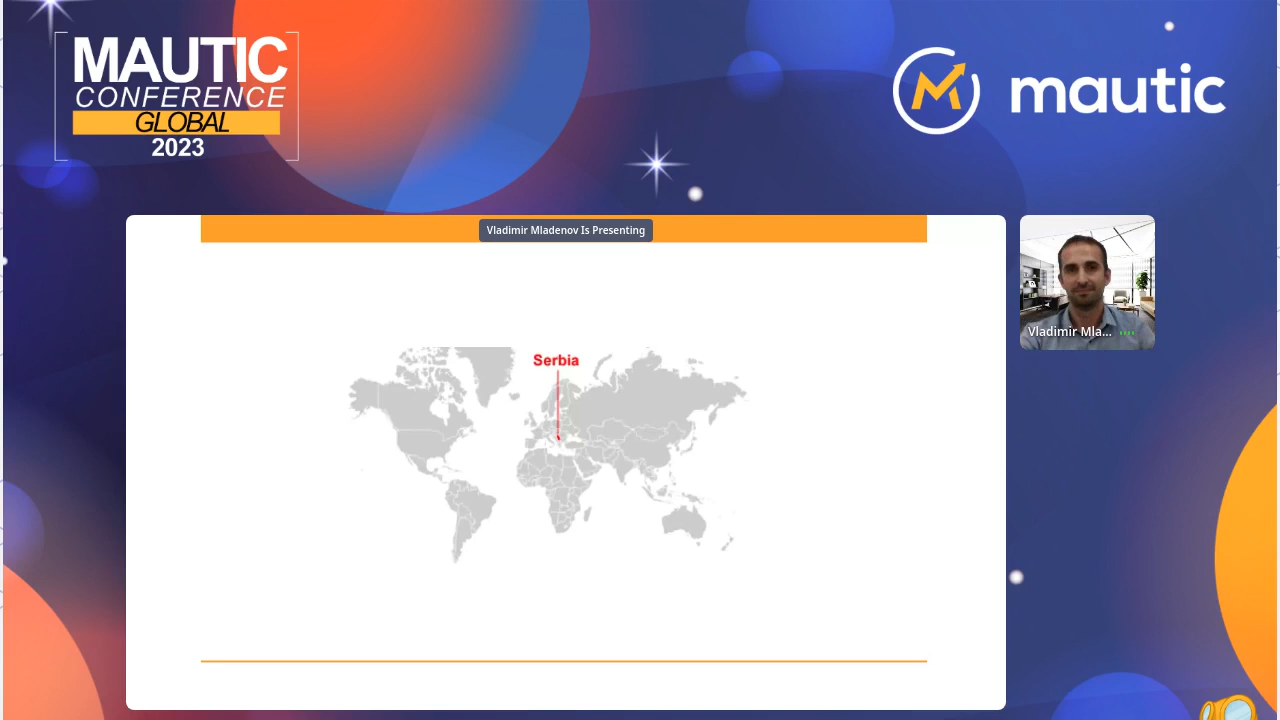 MAUTIC
CONFERENCE
GLOBAL
2023
mautic
Vladimir Mladenov Is Presenting
Serbia
Vladimir Mla...